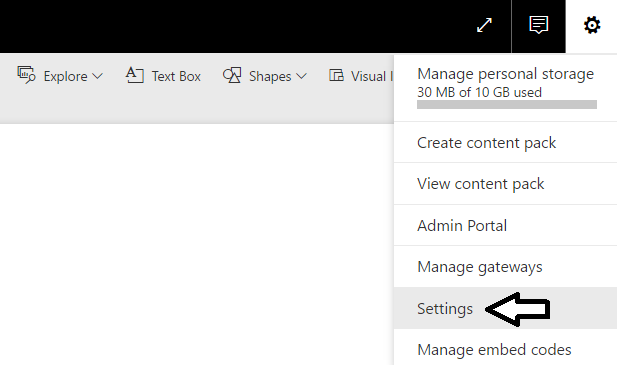 Explore
Text Box
Shapes
Visual I
Manage personal storage
30 MB of 10 GB used
Create content pack
View content pack
Admin Portal
Manage gateways
Settings
Manage embed codes